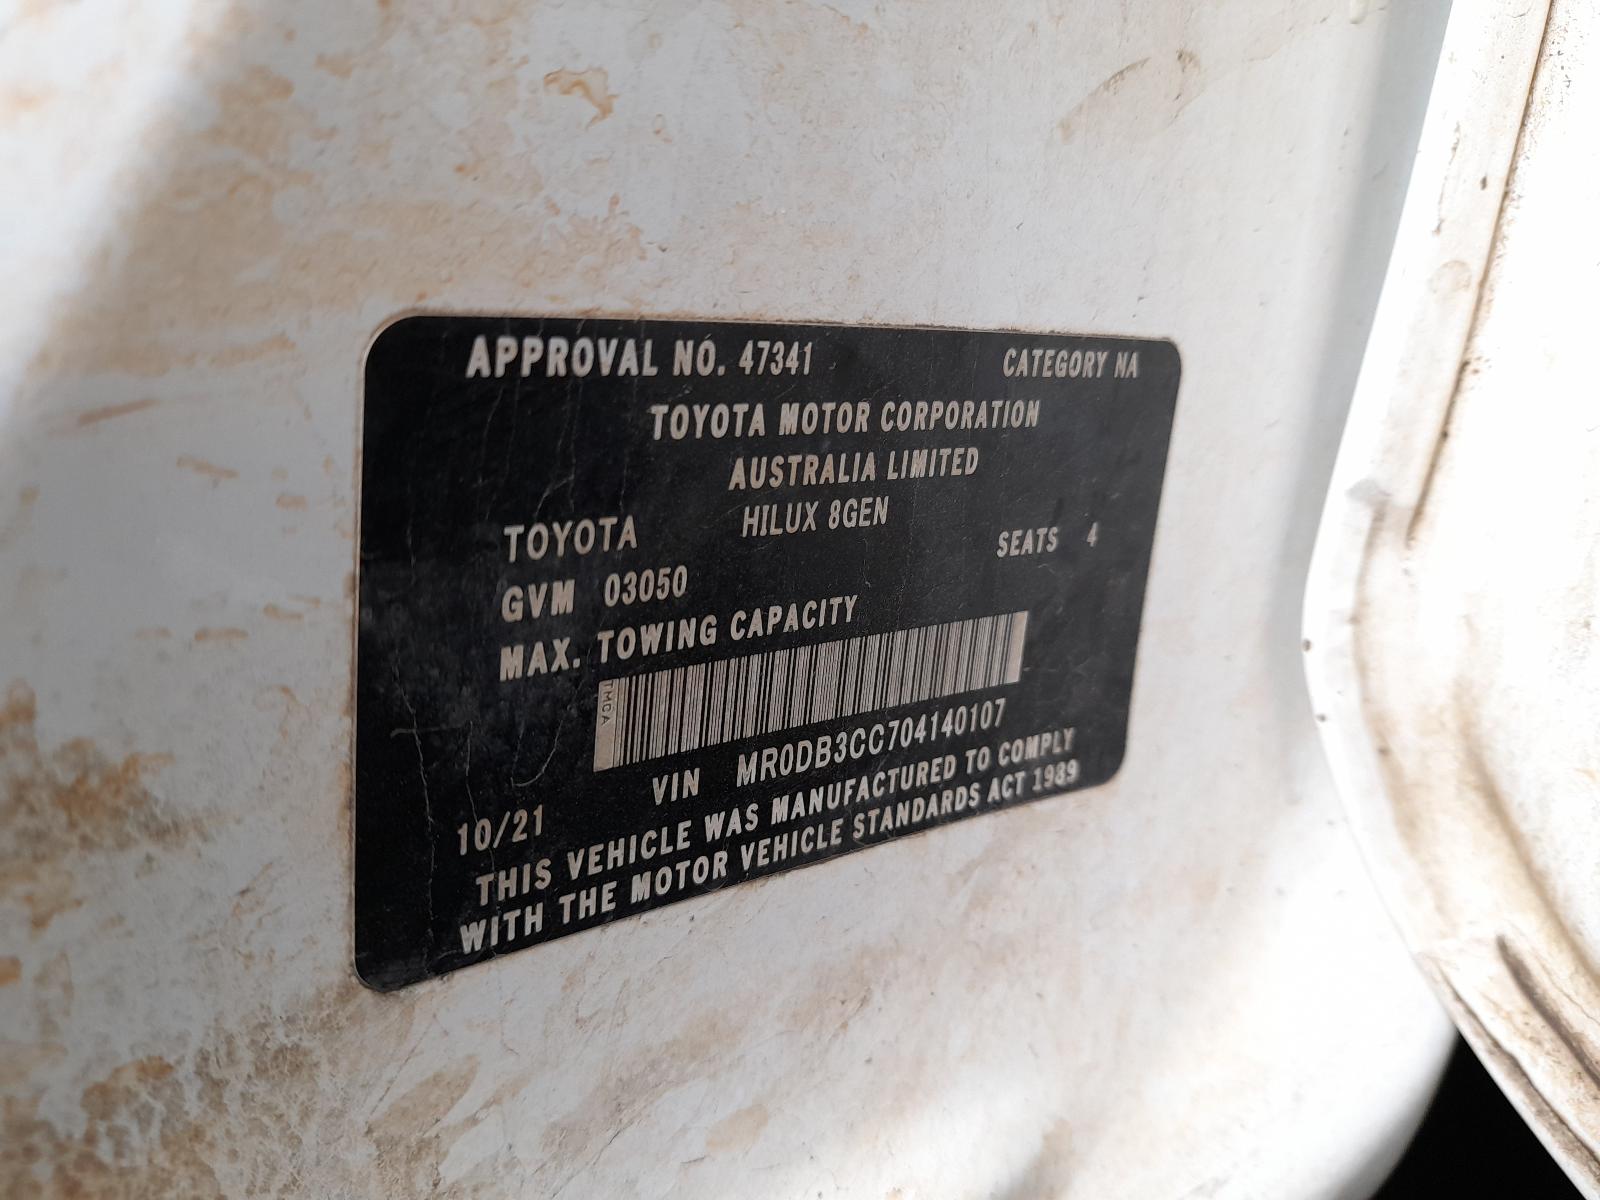 APPROVAL NO. 47341 CATEGORY NA
TOYOTA MOTOR CORPORATION
AUSTRALIA LIMITED
TOYOTA HILUX 8GEN
GVM 03050 SEATS 4
MAX. TOWING CAPACITY
TMCA
VIN MR0DB3CC704140107
10/21
THIS VEHICLE WAS MANUFACTURED TO COMPLY
WITH THE MOTOR VEHICLE STANDARDS ACT 1989